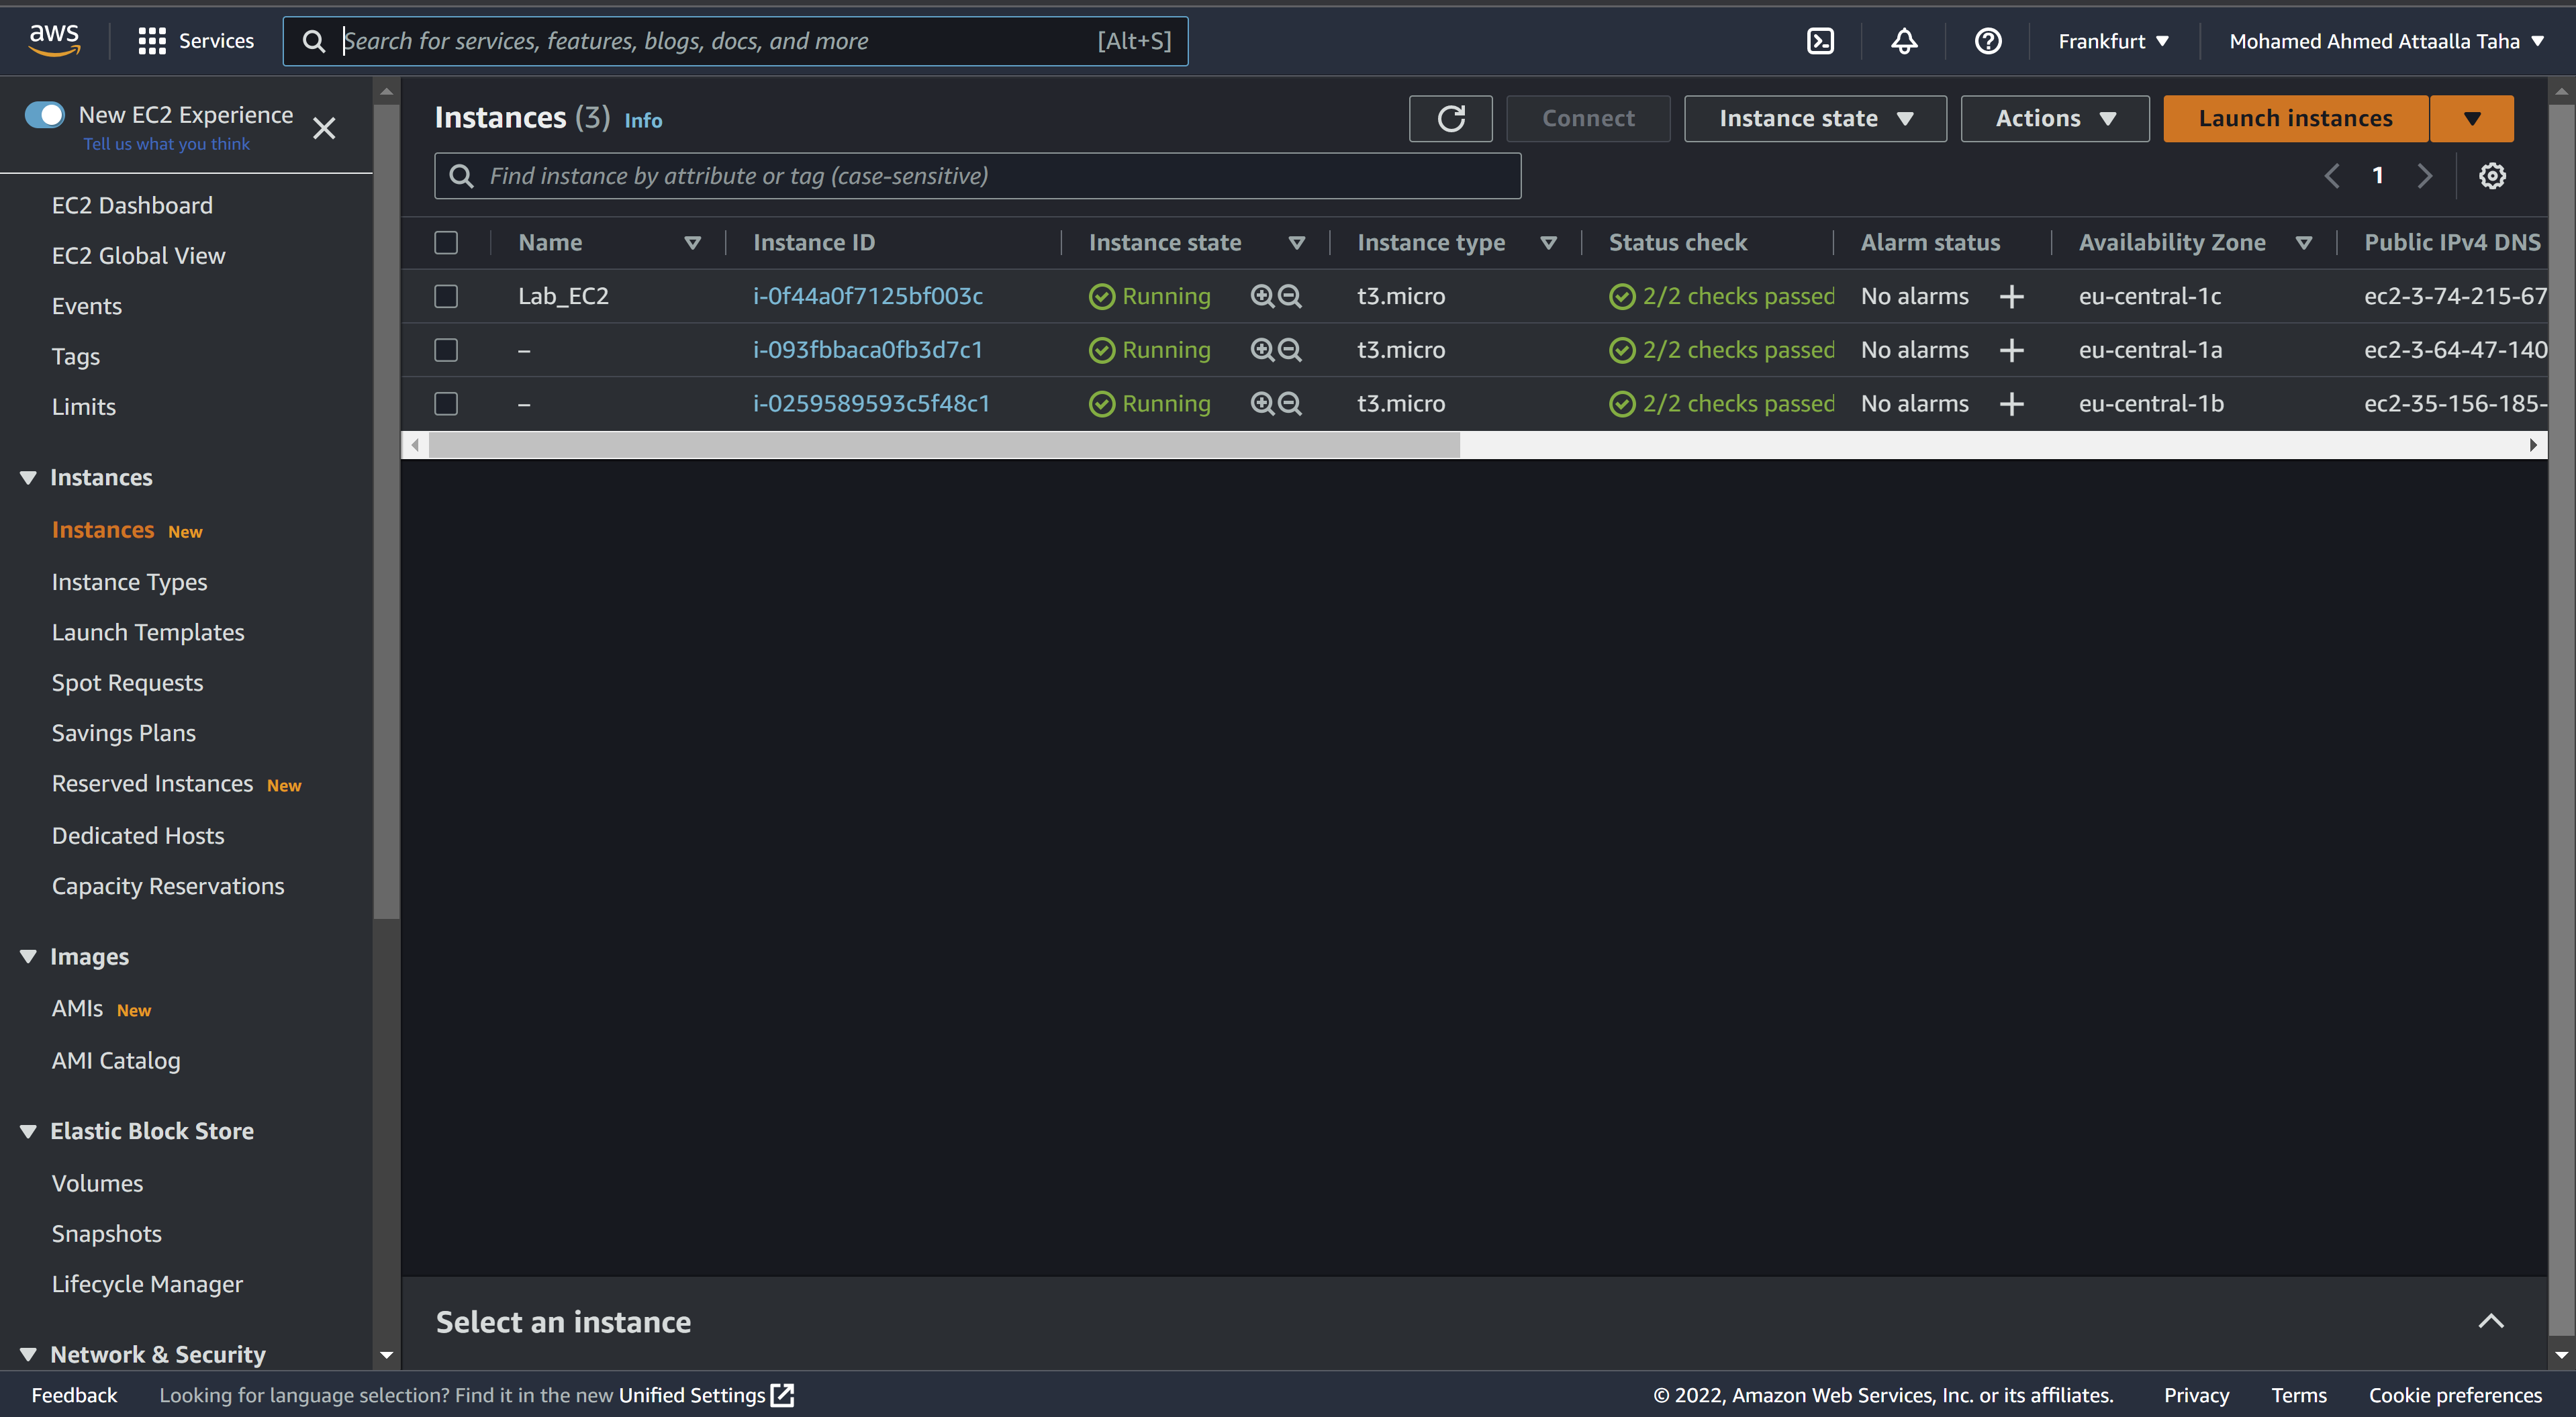 aws Services Search for services, features, blogs, docs, and more [Alt+S] Frankfurt Mohamed Ahmed Attaalla Taha
New EC2 Experience
Tell us what you think
EC2 Dashboard
EC2 Global View
Events
Tags
Limits
Instances
Instances New
Instance Types
Launch Templates
Spot Requests
Savings Plans
Reserved Instances New
Dedicated Hosts
Capacity Reservations
Images
AMIs New
AMI Catalog
Elastic Block Store
Volumes
Snapshots
Lifecycle Manager
Network & Security
Instances (3) Info Connect Instance state Actions Launch instances
Find instance by attribute or tag (case-sensitive) 1
Name Instance ID Instance state Instance type Status check Alarm status Availability Zone Public IPv4 DNS
Lab_EC2 i-0f44a0f7125bf003c Running t3.micro 2/2 checks passed No alarms + eu-central-1c ec2-3-74-215-67
– i-093fbbaca0fb3d7c1 Running t3.micro 2/2 checks passed No alarms + eu-central-1a ec2-3-64-47-140
– i-0259589593c5f48c1 Running t3.micro 2/2 checks passed No alarms + eu-central-1b ec2-35-156-185-
Select an instance
Feedback Looking for language selection? Find it in the new Unified Settings © 2022, Amazon Web Services, Inc. or its affiliates. Privacy Terms Cookie preferences